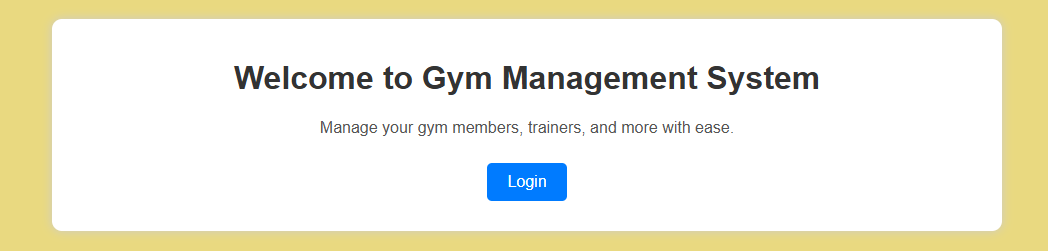 Welcome to Gym Management System
Manage your gym members, trainers, and more with ease.
Login